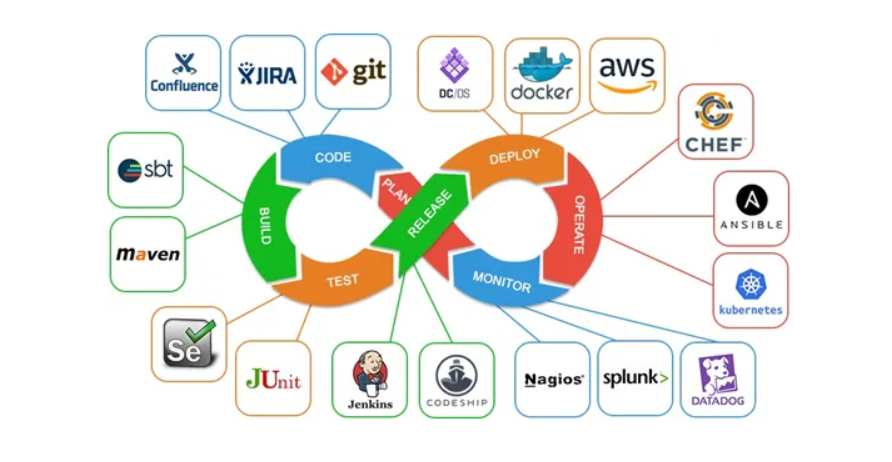 Confluence
JIRA
git
DC/OS
docker
aws
CHEF
sbt
CODE
PLAN
RELEASE
DEPLOY
OPERATE
BUILD
TEST
MONITOR
maven
ANSIBLE
kubernetes
Se
JUnit
Jenkins
CODESHIP
Nagios®
splunk>
DATADOG